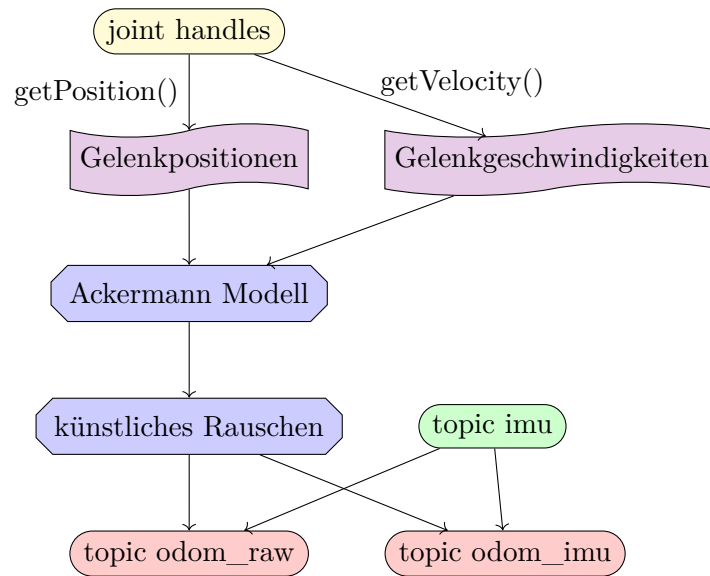 joint handles
getPosition()
getVelocity()
Gelenkpositionen
Gelenkgeschwindigkeiten
Ackermann Modell
künstliches Rauschen
topic imu
topic odom_raw
topic odom_imu